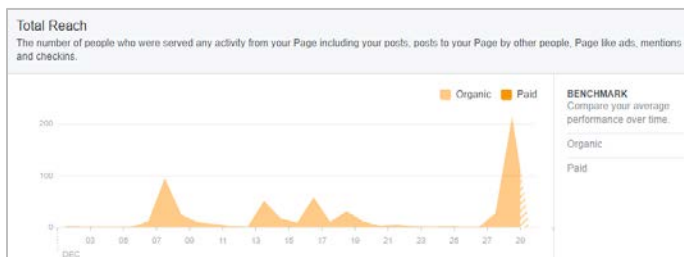 Total Reach
The number of people who were served any activity from your Page including your posts, posts to your Page by other people, Page like ads, mentions
and checkins.
Organic Paid
BENCHMARK
Compare your average
performance over time.
Organic
Paid
200
100
0
03 05 07 09 11 13 15 17 19 21 23 25 27 29
DEC